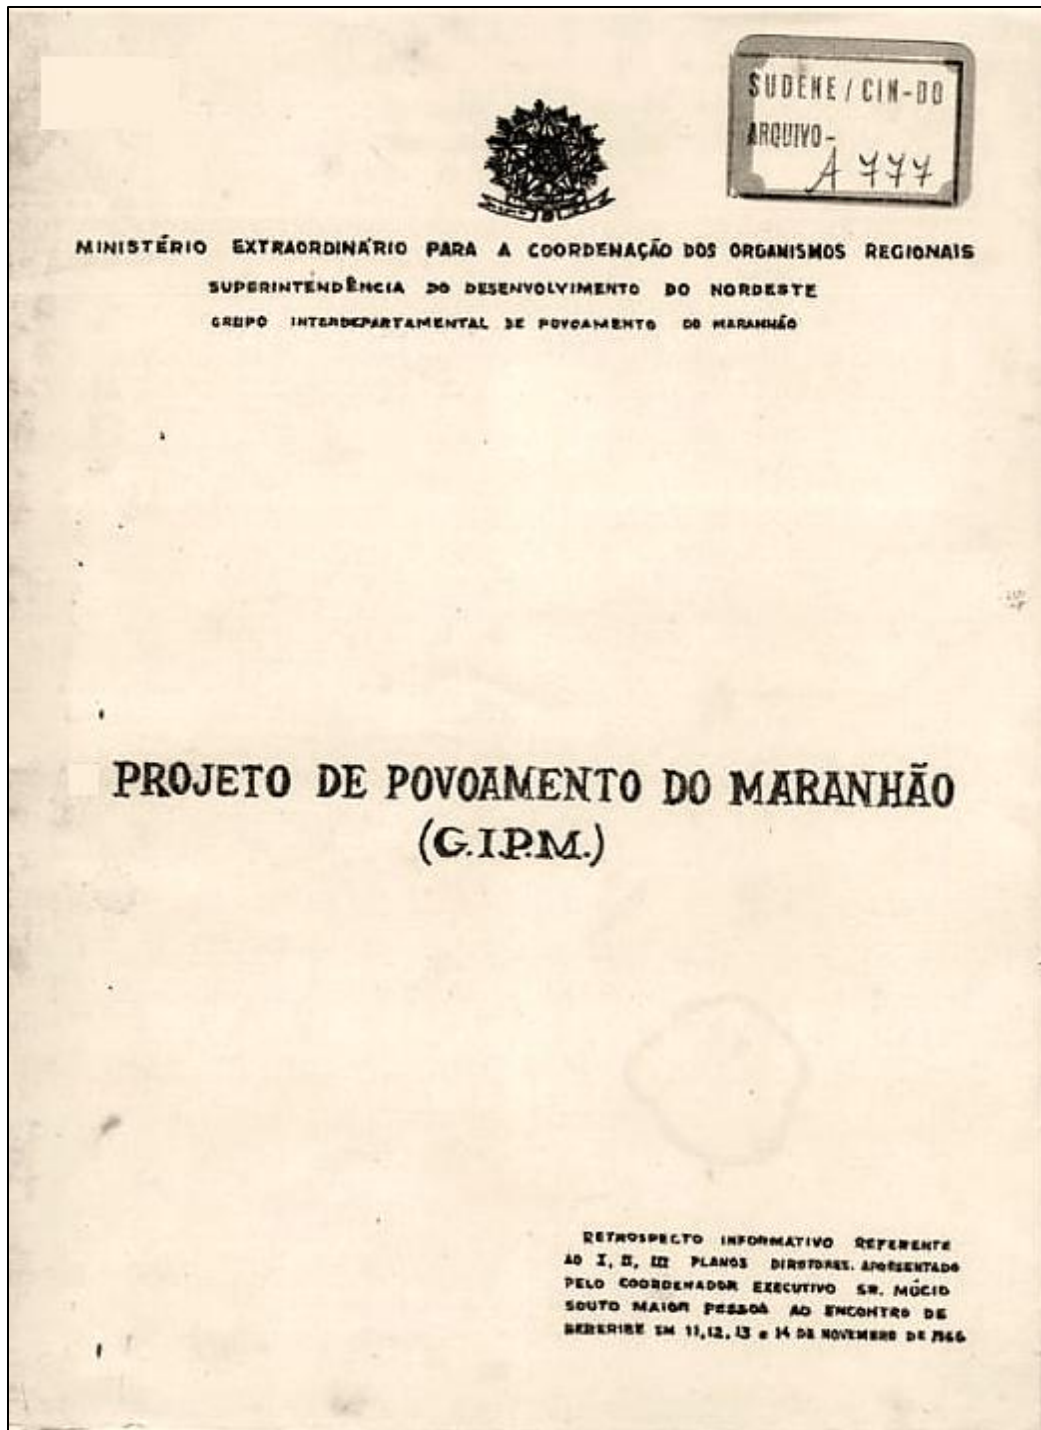 SUDENE / CIN-DO
ARQUIVO-
A 777
MINISTÉRIO EXTRAORDINÁRIO PARA A COORDENAÇÃO DOS ORGANISMOS REGIONAIS
SUPERINTENDÊNCIA DO DESENVOLVIMENTO DO NORDESTE
GRUPO INTERDEPARTAMENTAL DE POVOAMENTO DO MARANHÃO
PROJETO DE POVOAMENTO DO MARANHÃO
(G.I.P.M.)
RETROSPECTO INFORMATIVO REFERENTE
AO I, II, III PLANOS DIRETORES. APRESENTADO
PELO COORDENADOR EXECUTIVO SR. MÚCIO
SOUTO MAIOR PESSOA AO ENCONTRO DE
BEBERIBE EM 11, 12, 13 e 14 DE NOVEMBRO DE 1966